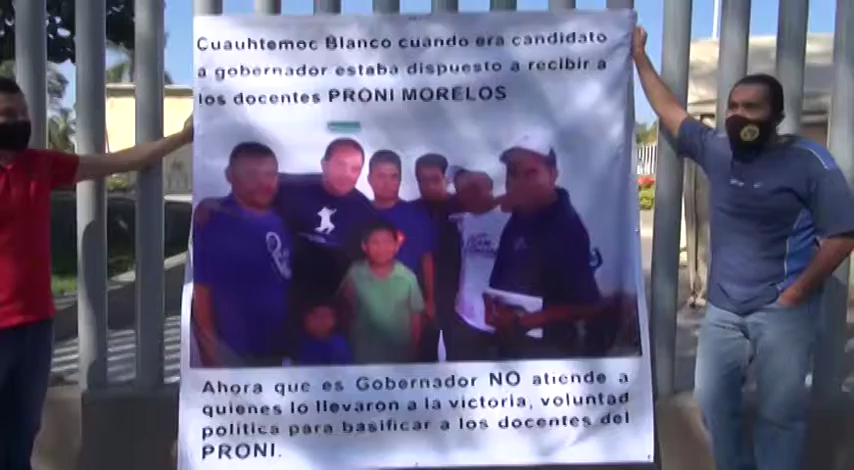 Cuauhtemoc Blanco cuando era candidato
a gobernador estaba dispuesto a recibir a
los docentes PRONI MORELOS
Ahora que es Gobernador NO atiende a
quienes lo llevaron a la victoria, voluntad
política para basificar a los docentes del
PRONI.